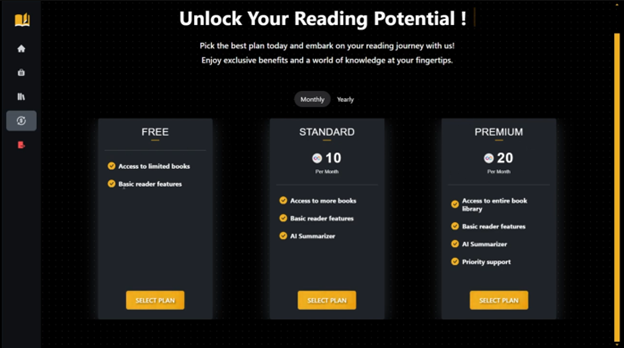 Unlock Your Reading Potential !
Pick the best plan today and embark on your reading journey with us!
Enjoy exclusive benefits and a world of knowledge at your fingertips.
Monthly Yearly
FREE
Access to limited books
Basic reader features
SELECT PLAN
STANDARD
10
Per Month
Access to more books
Basic reader features
AI Summarizer
SELECT PLAN
PREMIUM
20
Per Month
Access to entire book
library
Basic reader features
AI Summarizer
Priority support
SELECT PLAN